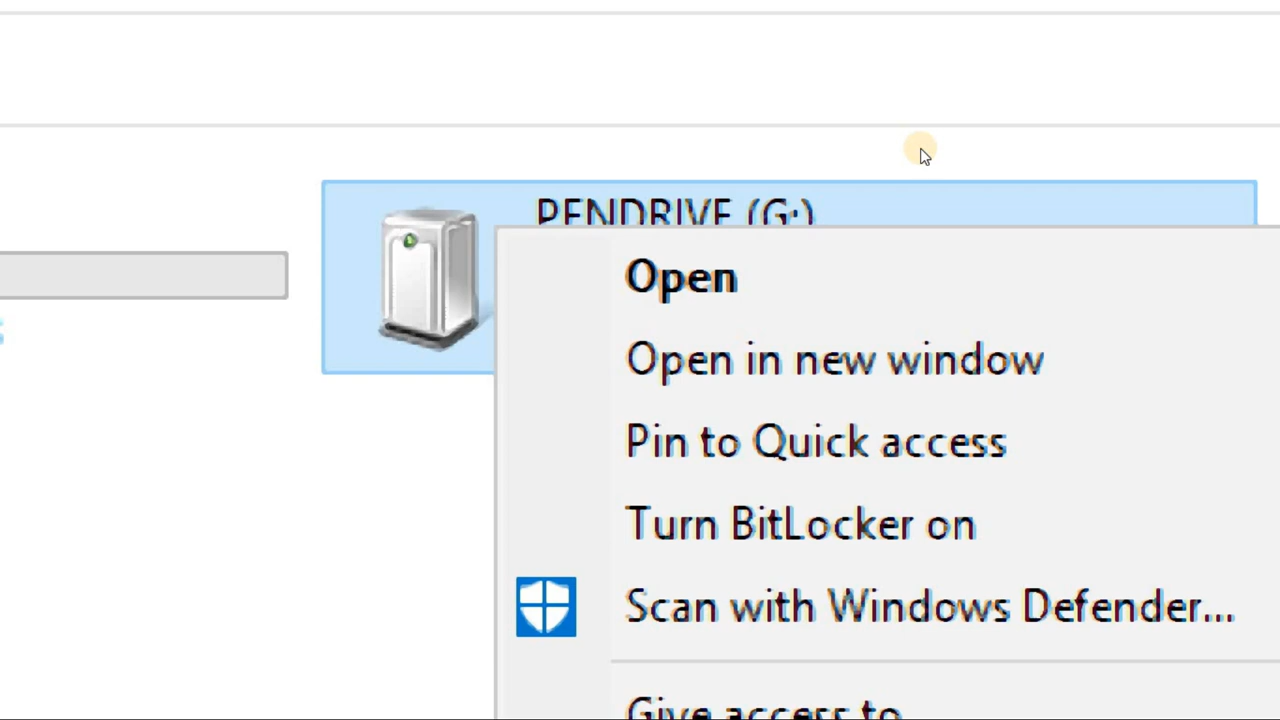 PENDRIVE (G:)
Open
Open in new window
Pin to Quick access
Turn BitLocker on
Scan with Windows Defender...
Give access to